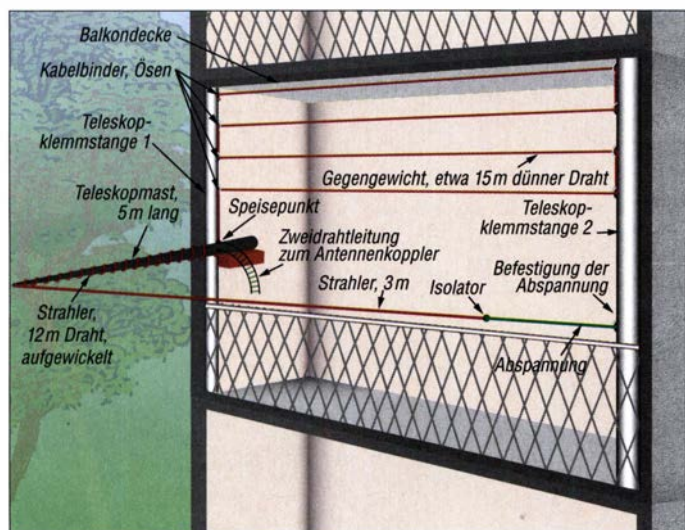 Balkondecke
Kabelbinder, Ösen
Teleskop-
klemmstange 1
Teleskopmast,
5 m lang
Gegengewicht, etwa 15 m dünner Draht
Speisepunkt
Teleskop-
klemmstange 2
Zweidrahtleitung
zum Antennenkoppler
Strahler, 3 m
Isolator
Befestigung der
Abspannung
Strahler,
12 m Draht,
aufgewickelt
Abspannung